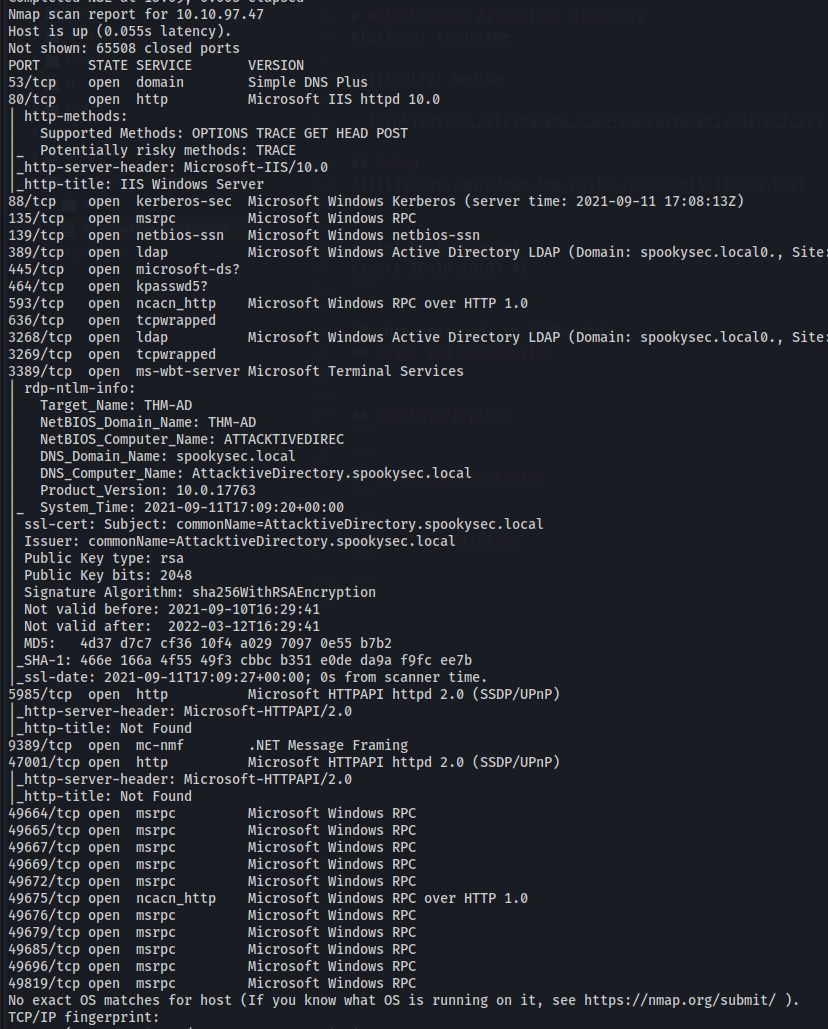 Nmap scan report for 10.10.97.47
Host is up (0.055s latency).
Not shown: 65508 closed ports
PORT STATE SERVICE VERSION
53/tcp open domain Simple DNS Plus
80/tcp open http Microsoft IIS httpd 10.0
| http-methods:
| Supported Methods: OPTIONS TRACE GET HEAD POST
|_ Potentially risky methods: TRACE
|_http-server-header: Microsoft-IIS/10.0
|_http-title: IIS Windows Server
88/tcp open kerberos-sec Microsoft Windows Kerberos (server time: 2021-09-11 17:08:13Z)
135/tcp open msrpc Microsoft Windows RPC
139/tcp open netbios-ssn Microsoft Windows netbios-ssn
389/tcp open ldap Microsoft Windows Active Directory LDAP (Domain: spookysec.local0., Site:
445/tcp open microsoft-ds?
464/tcp open kpasswd5?
593/tcp open ncacn_http Microsoft Windows RPC over HTTP 1.0
636/tcp open tcpwrapped
3268/tcp open ldap Microsoft Windows Active Directory LDAP (Domain: spookysec.local0., Site:
3269/tcp open tcpwrapped
3389/tcp open ms-wbt-server Microsoft Terminal Services
| rdp-ntlm-info:
| Target_Name: THM-AD
| NetBIOS_Domain_Name: THM-AD
| NetBIOS_Computer_Name: ATTACKTIVEDIREC
| DNS_Domain_Name: spookysec.local
| DNS_Computer_Name: AttacktiveDirectory.spookysec.local
| Product_Version: 10.0.17763
|_ System_Time: 2021-09-11T17:09:20+00:00
| ssl-cert: Subject: commonName=AttacktiveDirectory.spookysec.local
| Issuer: commonName=AttacktiveDirectory.spookysec.local
| Public Key type: rsa
| Public Key bits: 2048
| Signature Algorithm: sha256WithRSAEncryption
| Not valid before: 2021-09-10T16:29:41
| Not valid after: 2022-03-12T16:29:41
| MD5: 4d37 d7c7 cf36 10f4 a029 7097 0e55 b7b2
|_SHA-1: 466e 166a 4f55 49f3 cbbc b351 e0de da9a f9fc ee7b
|_ssl-date: 2021-09-11T17:09:27+00:00; 0s from scanner time.
5985/tcp open http Microsoft HTTPAPI httpd 2.0 (SSDP/UPnP)
|_http-server-header: Microsoft-HTTPAPI/2.0
|_http-title: Not Found
9389/tcp open mc-nmf .NET Message Framing
47001/tcp open http Microsoft HTTPAPI httpd 2.0 (SSDP/UPnP)
|_http-server-header: Microsoft-HTTPAPI/2.0
|_http-title: Not Found
49664/tcp open msrpc Microsoft Windows RPC
49665/tcp open msrpc Microsoft Windows RPC
49667/tcp open msrpc Microsoft Windows RPC
49669/tcp open msrpc Microsoft Windows RPC
49672/tcp open msrpc Microsoft Windows RPC
49675/tcp open ncacn_http Microsoft Windows RPC over HTTP 1.0
49676/tcp open msrpc Microsoft Windows RPC
49679/tcp open msrpc Microsoft Windows RPC
49685/tcp open msrpc Microsoft Windows RPC
49696/tcp open msrpc Microsoft Windows RPC
49819/tcp open msrpc Microsoft Windows RPC
No exact OS matches for host (If you know what OS is running on it, see https://nmap.org/submit/ ).
TCP/IP fingerprint: